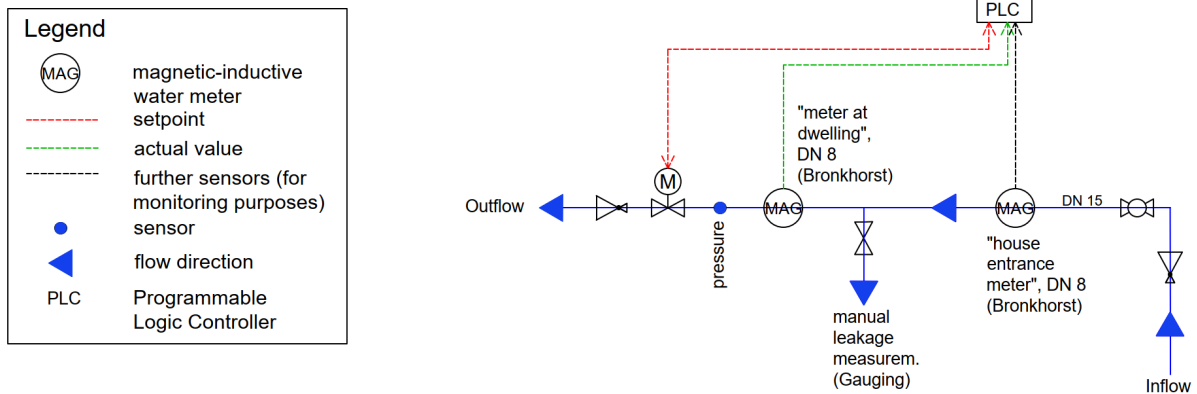 Legend
MAG
magnetic-inductive
water meter
setpoint
actual value
further sensors (for
monitoring purposes)
sensor
flow direction
PLC
Programmable
Logic Controller
PLC
"meter at
dwelling",
DN 8
(Bronkhorst)
M
Outflow
MAG
MAG
DN 15
pressure
"house
entrance
meter", DN 8
(Bronkhorst)
manual
leakage
measurem.
(Gauging)
Inflow